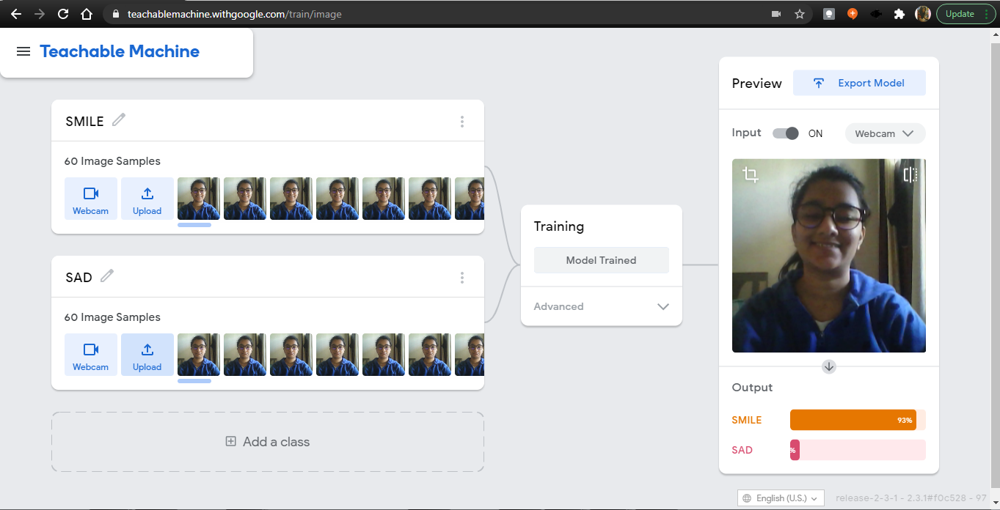 teachablemachine.withgoogle.com/train/image
Update
Teachable Machine
SMILE
60 Image Samples
Webcam
Upload
SAD
60 Image Samples
Webcam
Upload
Add a class
Training
Model Trained
Advanced
Preview
Export Model
Input
ON
Webcam
Output
SMILE
93%
SAD
%
English (U.S.)
release-2-3-1 - 2.3.1#f0c528 - 97